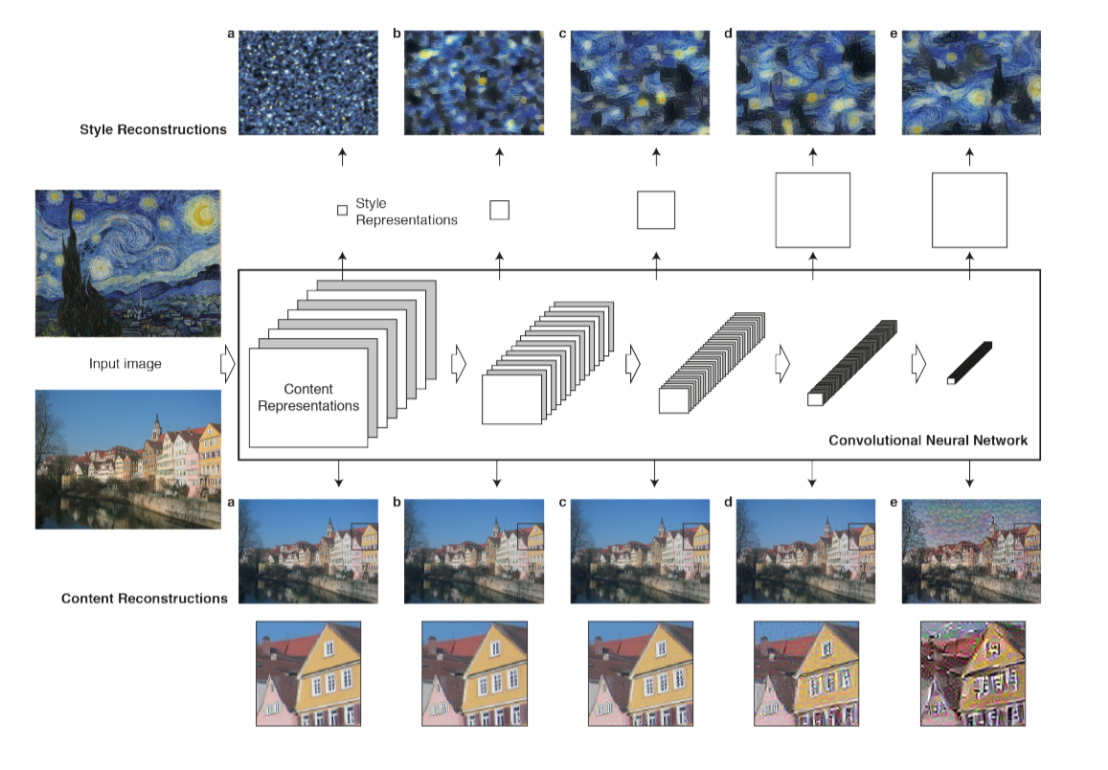 a
b
c
d
e
Style Reconstructions
Style
Representations
Input image
Content
Representations
Convolutional Neural Network
a
b
c
d
e
Content Reconstructions